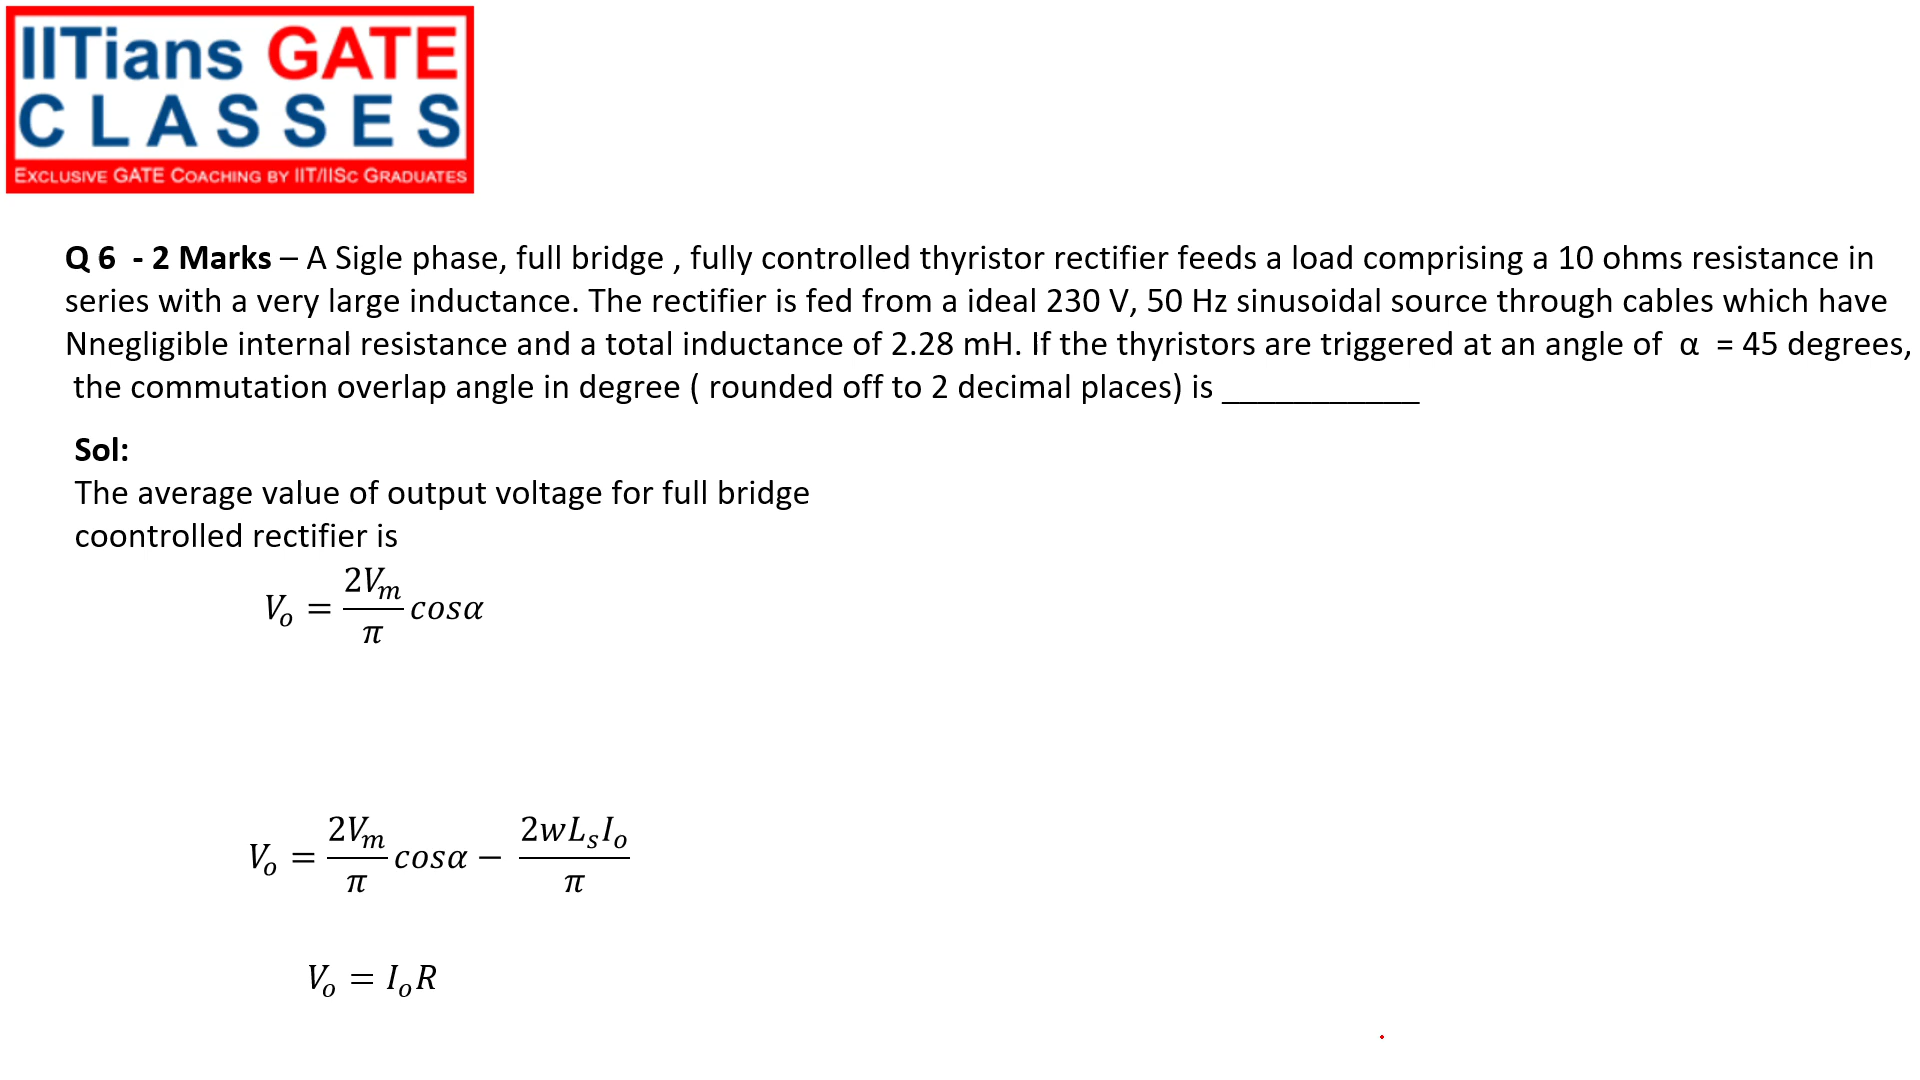 IITians GATE
CLASSES
EXCLUSIVE GATE COACHING BY IIT/IISC GRADUATES
Q 6 - 2 Marks – A Sigle phase, full bridge , fully controlled thyristor rectifier feeds a load comprising a 10 ohms resistance in
series with a very large inductance. The rectifier is fed from a ideal 230 V, 50 Hz sinusoidal source through cables which have
Nnegligible internal resistance and a total inductance of 2.28 mH. If the thyristors are triggered at an angle of α = 45 degrees,
the commutation overlap angle in degree ( rounded off to 2 decimal places) is ___________
Sol:
The average value of output voltage for full bridge
coontrolled rectifier is
V_o = \frac{2V_m}{π} cosα
V_o = \frac{2V_m}{π} cosα − \frac{2wL_sI_o}{π}
V_o = I_oR